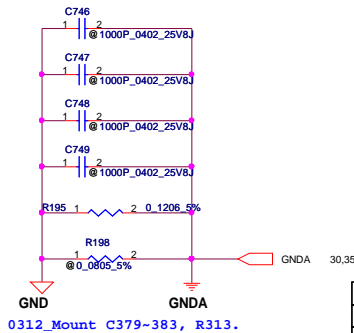 C746
1 2
@1000P_0402_25V8J
C747
1 2
@1000P_0402_25V8J
C748
1 2
@1000P_0402_25V8J
C749
1 2
@1000P_0402_25V8J
R195 1 2 0_1206_5%
R198
1 2
@0_0805_5%
GNDA 30,35
GND GNDA
0312_Mount C379~383, R313.